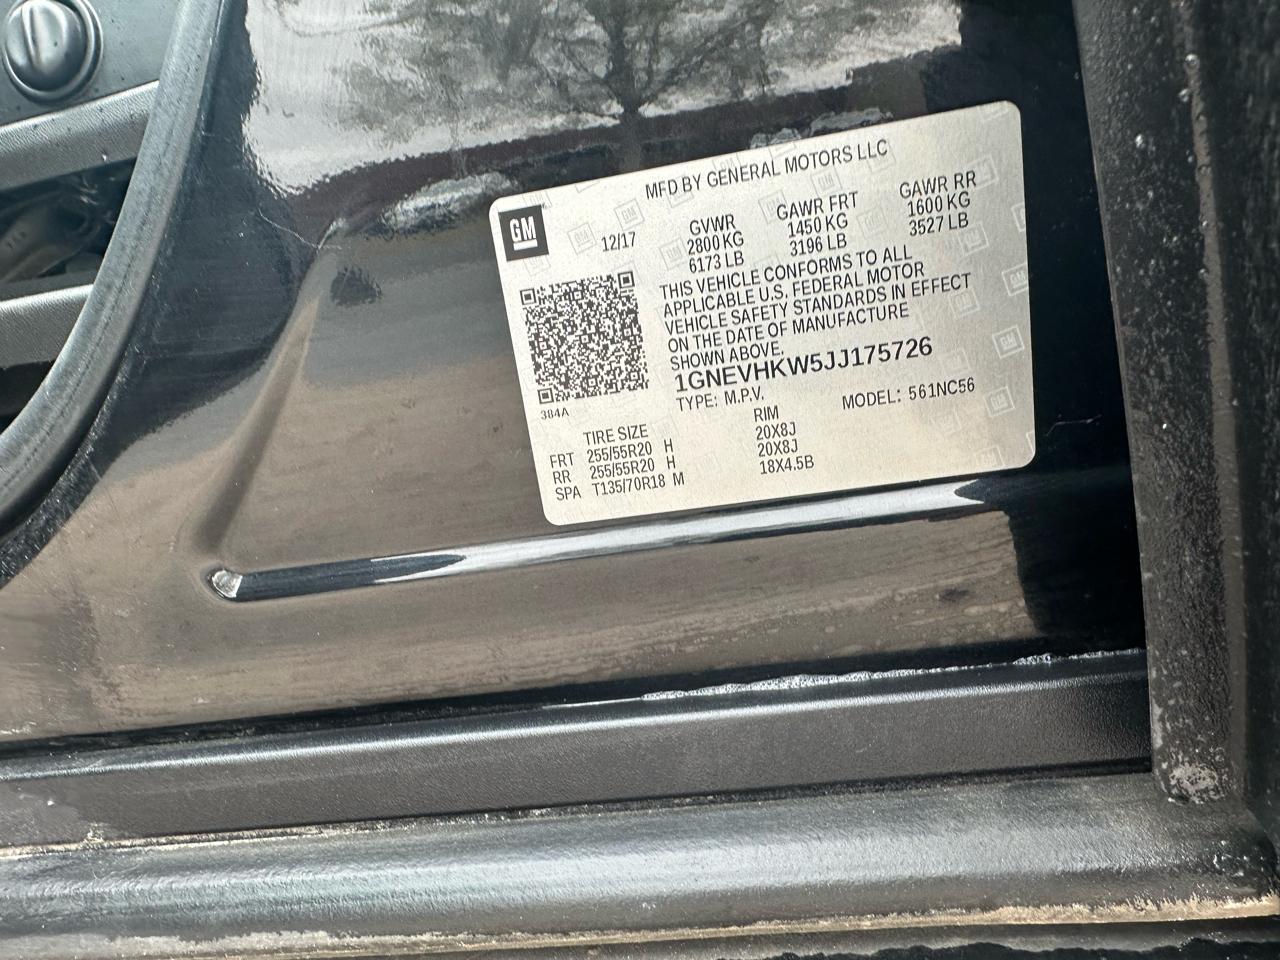 MFD BY GENERAL MOTORS LLC
GM
12/17
GVWR GAWR FRT GAWR RR
2800 KG 1450 KG 1600 KG
6173 LB 3196 LB 3527 LB
THIS VEHICLE CONFORMS TO ALL
APPLICABLE U.S. FEDERAL MOTOR
VEHICLE SAFETY STANDARDS IN EFFECT
ON THE DATE OF MANUFACTURE
SHOWN ABOVE.
1GNEVHKW5JJ175726
TYPE: M.P.V. MODEL: 561NC56
384A
TIRE SIZE RIM
FRT 255/55R20 H 20X8J
RR 255/55R20 H 20X8J
SPA T135/70R18 M 18X4.5B